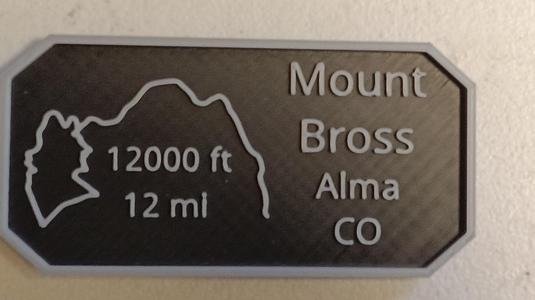 Mount
Bross
Alma
CO
12000 ft
12 mi